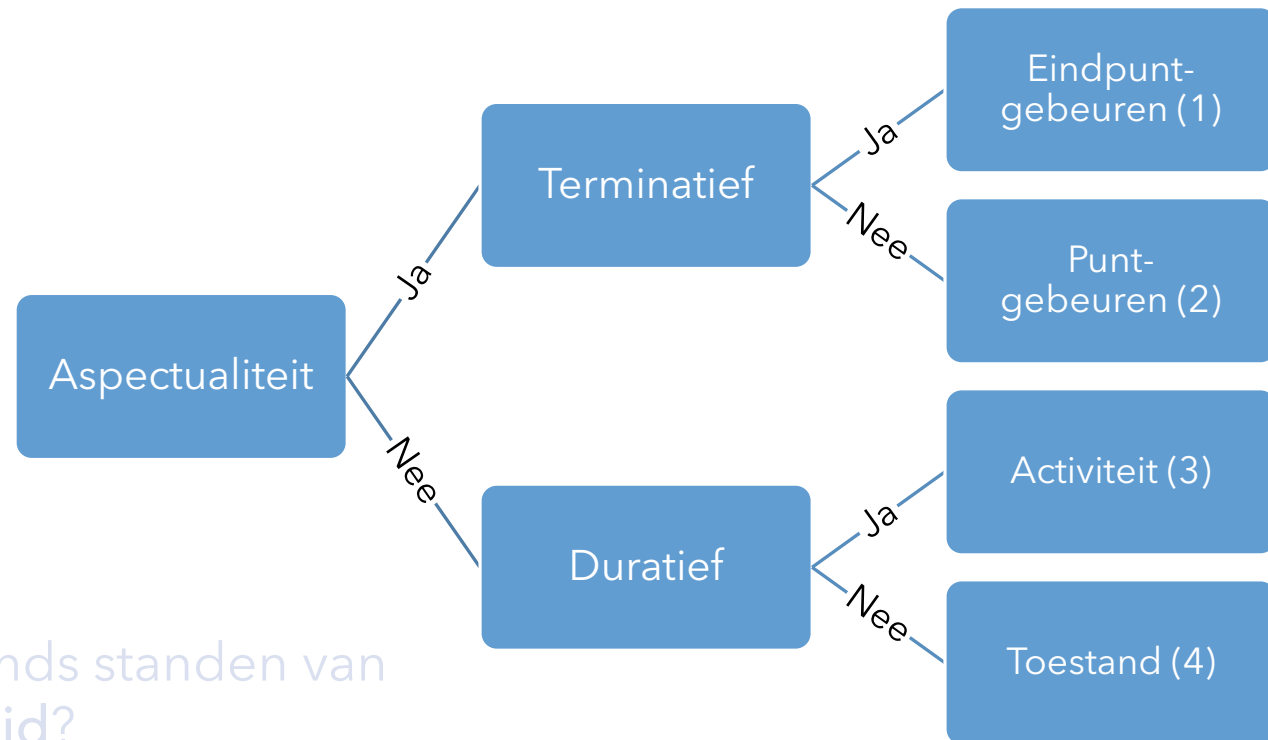 Eindpunt-
gebeuren (1)
Ja
Terminatief
Nee
Punt-
gebeuren (2)
Ja
Aspectualiteit
Nee
Activiteit (3)
Ja
Duratief
Nee
Toestand (4)
standen van